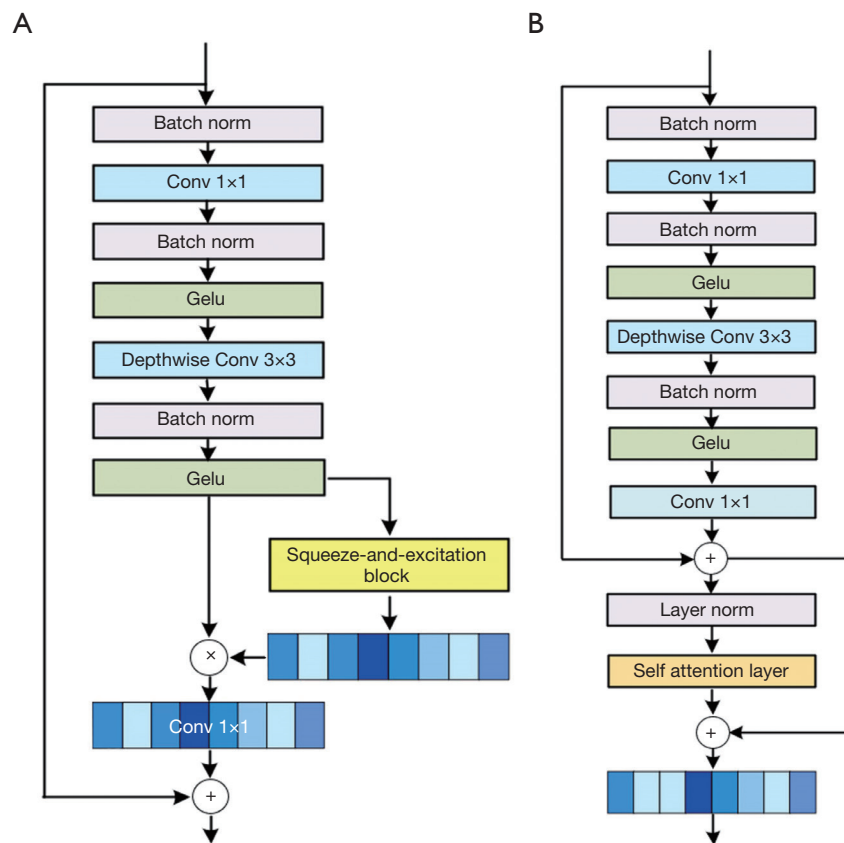 A
Batch norm
Conv 1×1
Batch norm
Gelu
Depthwise Conv 3×3
Batch norm
Gelu
Squeeze-and-excitation
block
×
Conv 1×1
+
B
Batch norm
Conv 1×1
Batch norm
Gelu
Depthwise Conv 3×3
Batch norm
Gelu
Conv 1×1
+
Layer norm
Self attention layer
+